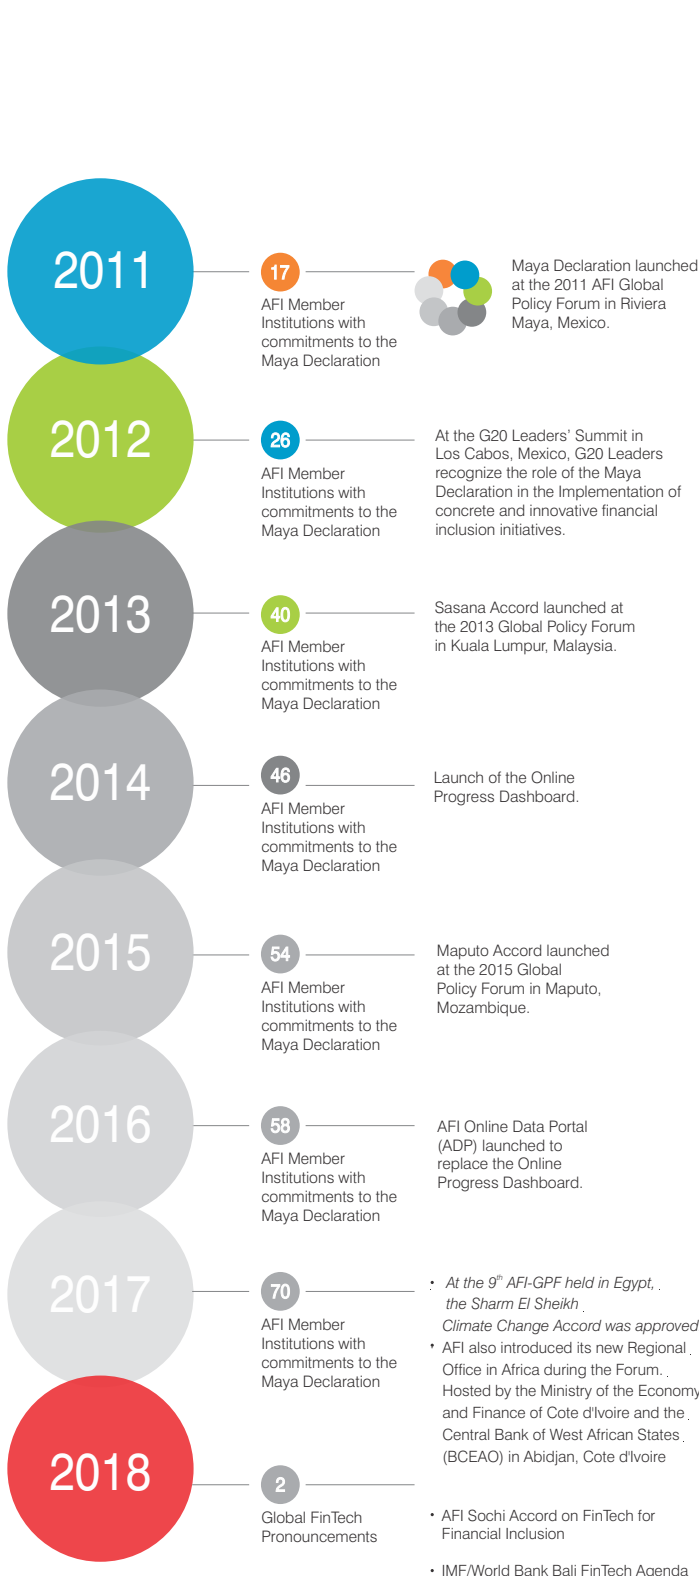 2011
17
AFI Member
Institutions with
commitments to the
Maya Declaration
Maya Declaration launched
at the 2011 AFI Global
Policy Forum in Riviera
Maya, Mexico.
2012
26
AFI Member
Institutions with
commitments to the
Maya Declaration
At the G20 Leaders’ Summit in
Los Cabos, Mexico, G20 Leaders
recognize the role of the Maya
Declaration in the Implementation of
concrete and innovative financial
inclusion initiatives.
2013
40
AFI Member
Institutions with
commitments to the
Maya Declaration
Sasana Accord launched at
the 2013 Global Policy Forum
in Kuala Lumpur, Malaysia.
2014
46
AFI Member
Institutions with
commitments to the
Maya Declaration
Launch of the Online
Progress Dashboard.
2015
54
AFI Member
Institutions with
commitments to the
Maya Declaration
Maputo Accord launched
at the 2015 Global
Policy Forum in Maputo,
Mozambique.
2016
58
AFI Member
Institutions with
commitments to the
Maya Declaration
AFI Online Data Portal
(ADP) launched to
replace the Online
Progress Dashboard.
2017
70
AFI Member
Institutions with
commitments to the
Maya Declaration
• At the 9th AFI-GPF held in Egypt,
the Sharm El Sheikh
Climate Change Accord was approved
• AFI also introduced its new Regional
Office in Africa during the Forum.
Hosted by the Ministry of the Economy
and Finance of Cote d'Ivoire and the
Central Bank of West African States
(BCEAO) in Abidjan, Cote d'Ivoire
2018
2
Global FinTech
Pronouncements
• AFI Sochi Accord on FinTech for
Financial Inclusion
• IMF/World Bank Bali FinTech Agenda